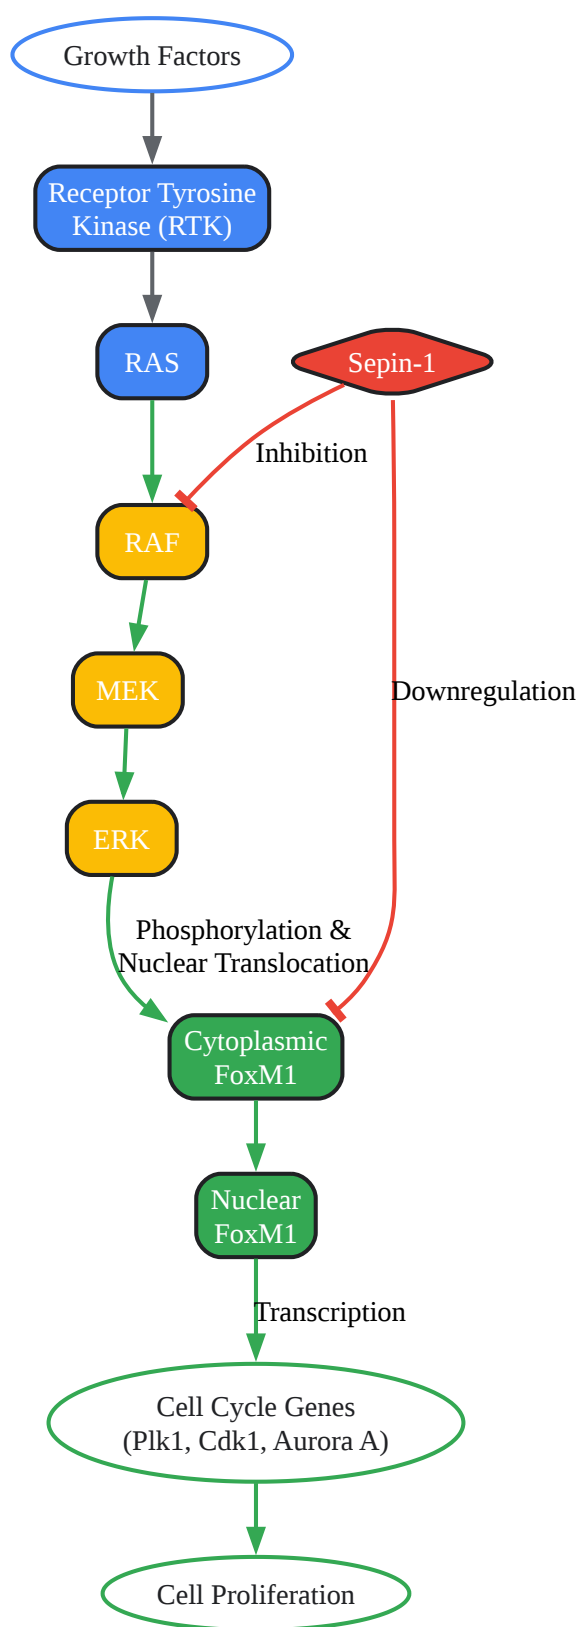 Growth Factors
Receptor Tyrosine
Kinase (RTK)
RAS
Sepin-1
Inhibition
RAF
MEK
Downregulation
ERK
Phosphorylation &
Nuclear Translocation
Cytoplasmic
FoxM1
Nuclear
FoxM1
Transcription
Cell Cycle Genes
(Plk1, Cdk1, Aurora A)
Cell Proliferation